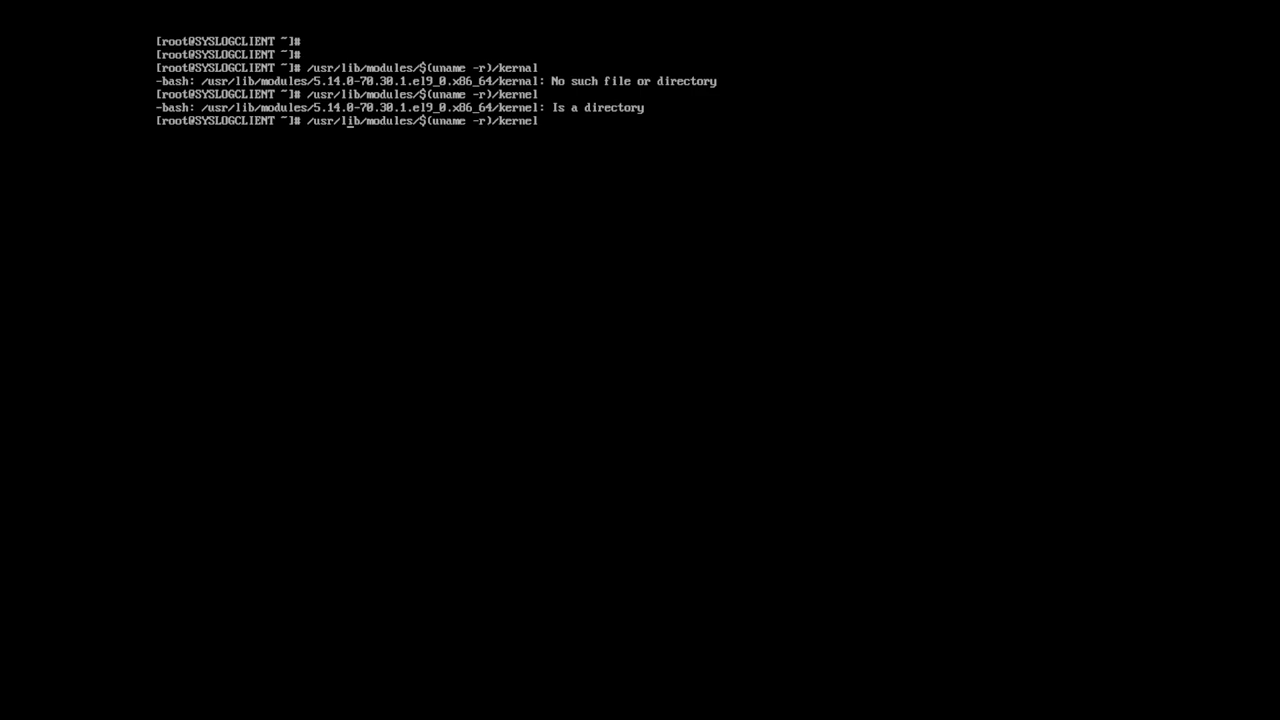 [root@SYSLOGCLIENT ~]#
[root@SYSLOGCLIENT ~]#
[root@SYSLOGCLIENT ~]# /usr/lib/modules/$(uname -r)/kernal
-bash: /usr/lib/modules/5.14.0-70.30.1.el9_0.x86_64/kernal: No such file or directory
[root@SYSLOGCLIENT ~]# /usr/lib/modules/$(uname -r)/kernel
-bash: /usr/lib/modules/5.14.0-70.30.1.el9_0.x86_64/kernel: Is a directory
[root@SYSLOGCLIENT ~]# /usr/lib/modules/$(uname -r)/kernel